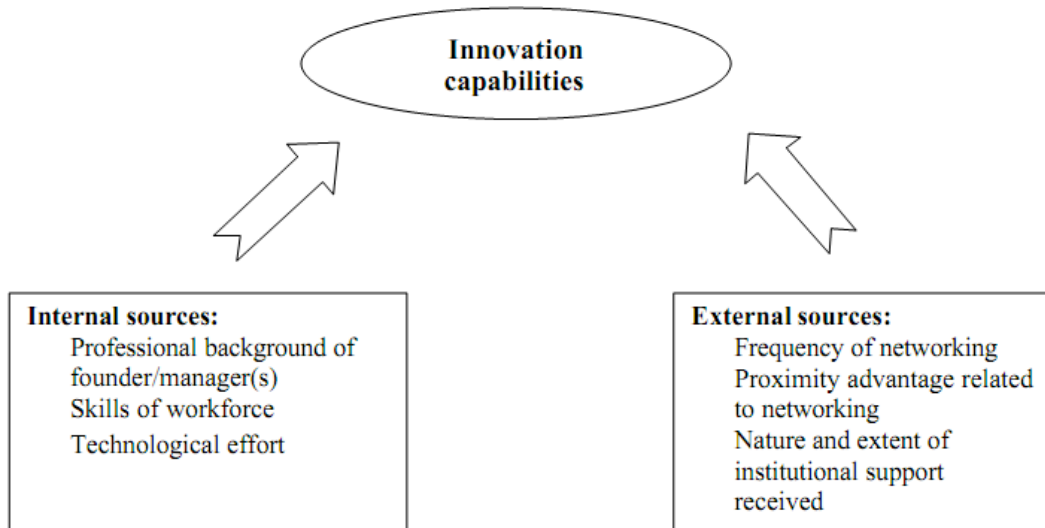 Innovation
capabilities
Internal sources:
Professional background of
founder/manager(s)
Skills of workforce
Technological effort
External sources:
Frequency of networking
Proximity advantage related
to networking
Nature and extent of
institutional support
received